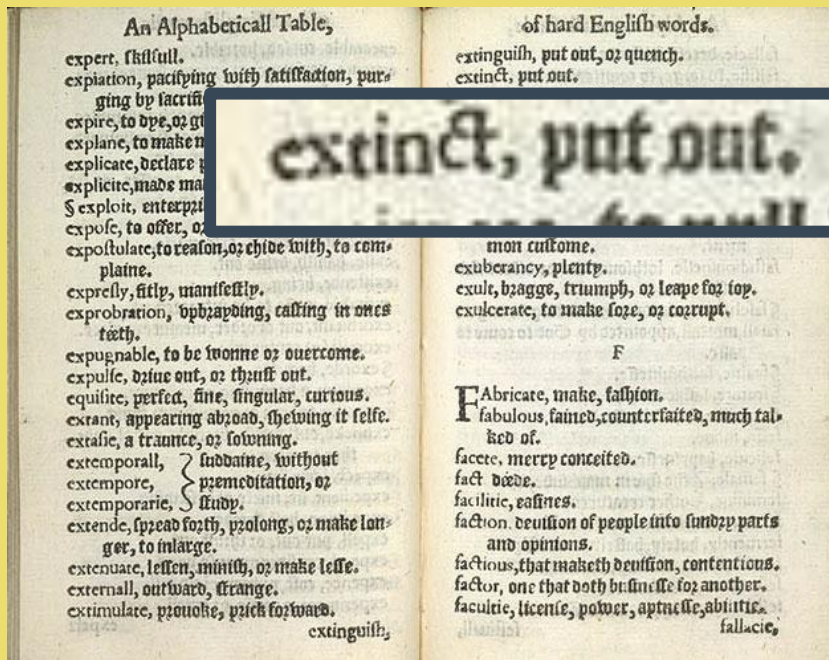 An Alphabeticall Table,
expert, skilfull.
expiation, pacifying with satisfaction, pur-
ging by sacrifi
expire, to dye, or gi
explane, to make m
explicate, declare p
explicite, made ma
§ exploit, enterpri
expose, to offer, o
expostulate, to reason, or chide with, to com-
plaine.
expresly, fitly, manifestly.
exprobration, vpbrayding, casting in ones
teeth.
expugnable, to be wonne or ouercome.
expulse, driue out, or thrust out.
equisite, perfect, fine, singular, curious.
extant, appearing abroad, shewing it selfe.
extasie, a traunce, or sowning.
extemporall, suddaine, without
extempore, premeditation, or
extemporarie, study.
extende, spread forth, prolong, or make lon-
ger, to inlarge.
extenuate, lessen, minish, or make lesse.
externall, outward, strange.
extimulate, prouoke, prick forward.
extinguish,
of hard English words.
extinguish, put out, or quench.
extinct, put out.
extinct, put out.
mon custome.
exuberancy, plenty.
exult, bragge, triumph, or leape for ioy.
exulcerate, to make sore, or corrupt.
F
FAbricate, make, fashion.
fabulous, fained, counterfaited, much tal-
ked of.
facete, merry conceited.
fact deede.
facilitie, easines.
faction, deuision of people into sundry parts
and opinions.
factious, that maketh deuision, contentious.
factor, one that doth businesse for another.
facultie, license, power, aptnesse, abilitie.
fallacie,